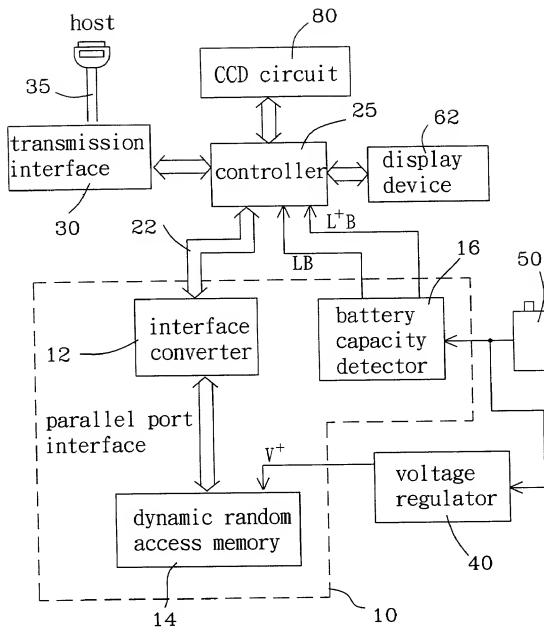 host
80
35
CCD circuit
25
62
transmission
interface
controller
display
device
30
22
L⁺B
LB
16
50
12
interface
converter
battery
capacity
detector
parallel port
interface
V⁺
voltage
regulator
dynamic random
access memory
40
14
10